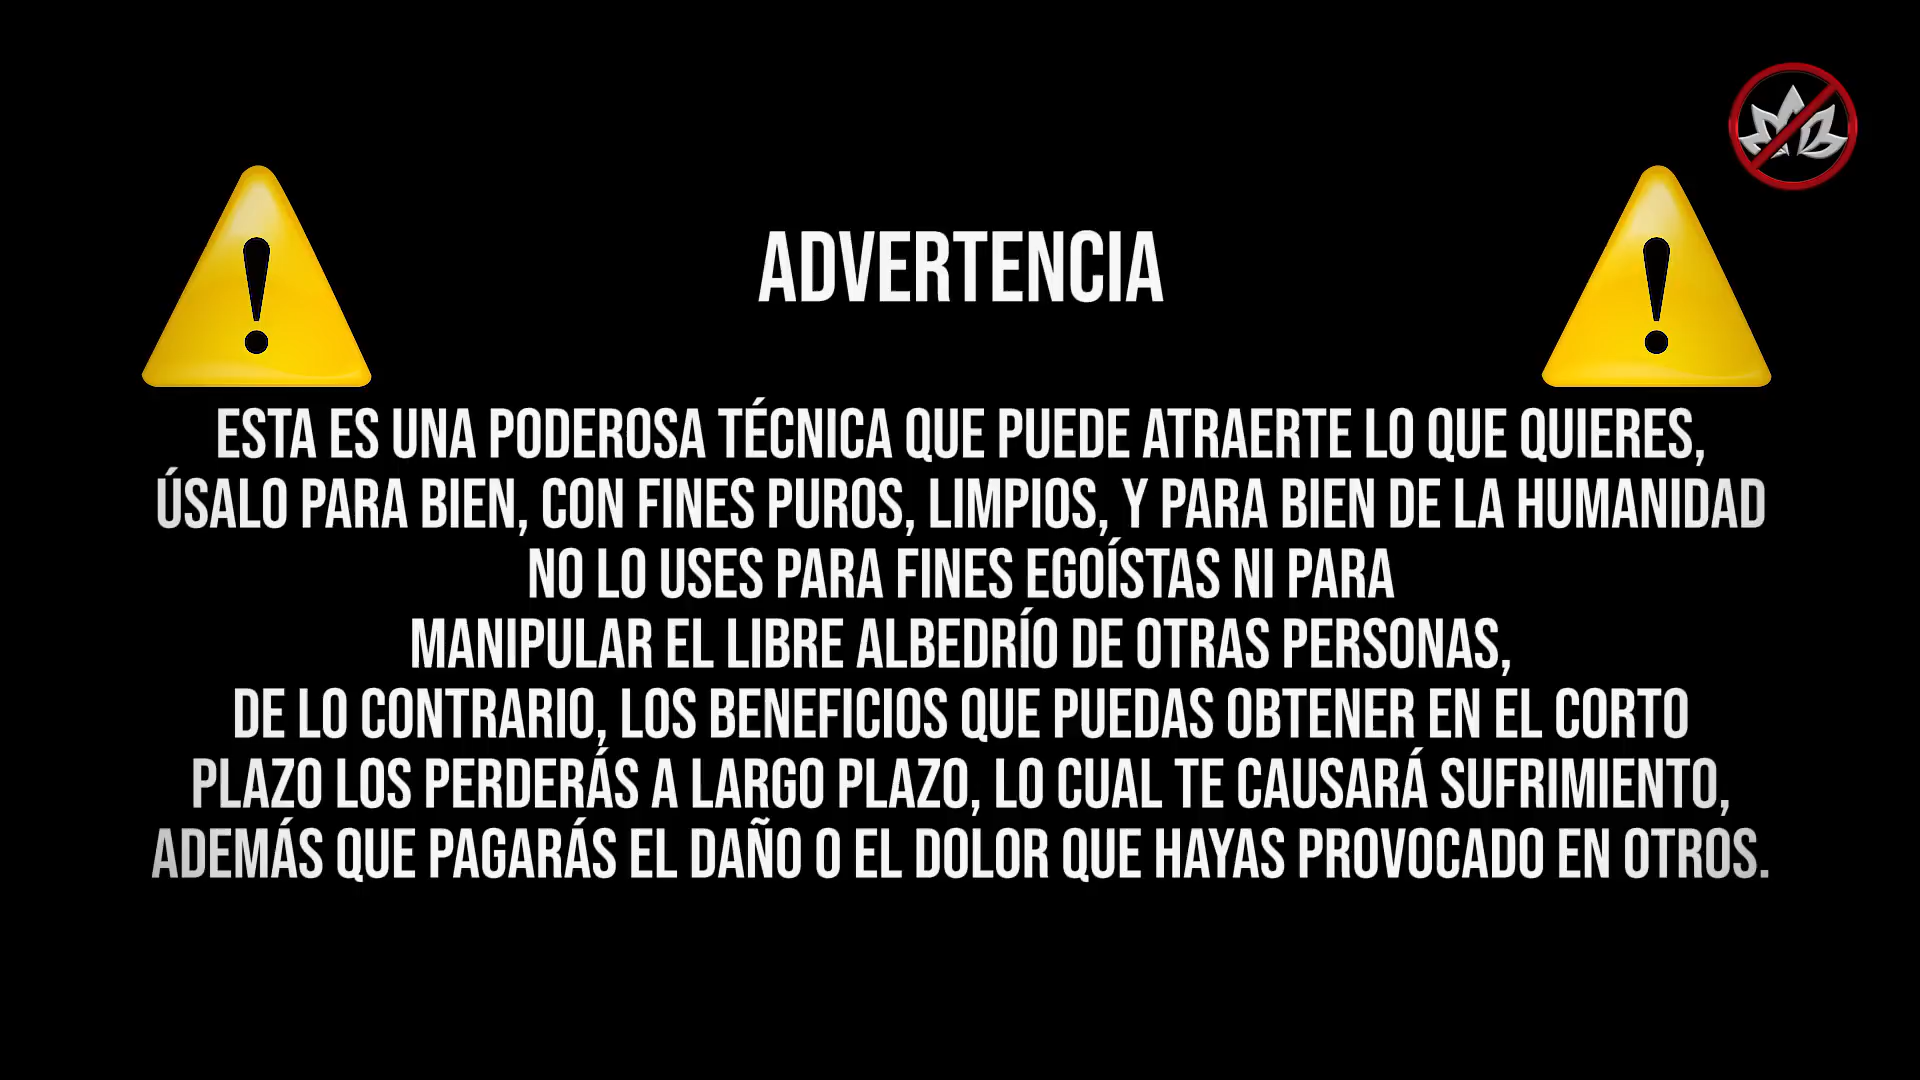 ADVERTENCIA
ESTA ES UNA PODEROSA TÉCNICA QUE PUEDE ATRAERTE LO QUE QUIERES,
ÚSALO PARA BIEN, CON FINES PUROS, LIMPIOS, Y PARA BIEN DE LA HUMANIDAD
NO LO USES PARA FINES EGOÍSTAS NI PARA
MANIPULAR EL LIBRE ALBEDRÍO DE OTRAS PERSONAS,
DE LO CONTRARIO, LOS BENEFICIOS QUE PUEDAS OBTENER EN EL CORTO
PLAZO LOS PERDERÁS A LARGO PLAZO, LO CUAL TE CAUSARÁ SUFRIMIENTO,
ADEMÁS QUE PAGARÁS EL DAÑO O EL DOLOR QUE HAYAS PROVOCADO EN OTROS.